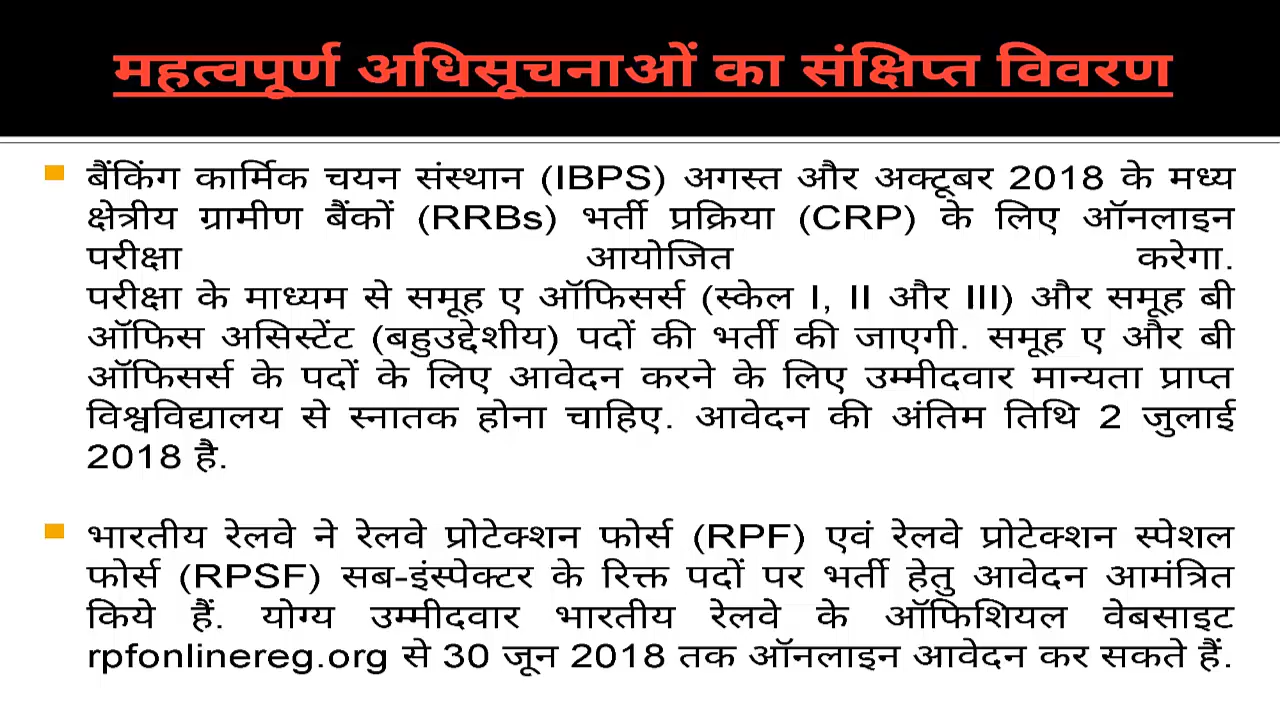 महत्वपूर्ण अधिसूचनाओं का संक्षिप्त विवरण
बैंकिंग कार्मिक चयन संस्थान (IBPS) अगस्त और अक्टूबर 2018 के मध्य
क्षेत्रीय ग्रामीण बैंकों (RRBs) भर्ती प्रक्रिया (CRP) के लिए ऑनलाइन
परीक्षा आयोजित करेगा.
परीक्षा के माध्यम से समूह ए ऑफिसर्स (स्केल I, II और III) और समूह बी
ऑफिस असिस्टेंट (बहुउद्देशीय) पदों की भर्ती की जाएगी. समूह ए और बी
ऑफिसर्स के पदों के लिए आवेदन करने के लिए उम्मीदवार मान्यता प्राप्त
विश्वविद्यालय से स्नातक होना चाहिए. आवेदन की अंतिम तिथि 2 जुलाई
2018 है.
भारतीय रेलवे ने रेलवे प्रोटेक्शन फोर्स (RPF) एवं रेलवे प्रोटेक्शन स्पेशल
फोर्स (RPSF) सब-इंस्पेक्टर के रिक्त पदों पर भर्ती हेतु आवेदन आमंत्रित
किये हैं. योग्य उम्मीदवार भारतीय रेलवे के ऑफिशियल वेबसाइट
rpfonlinereg.org से 30 जून 2018 तक ऑनलाइन आवेदन कर सकते हैं.